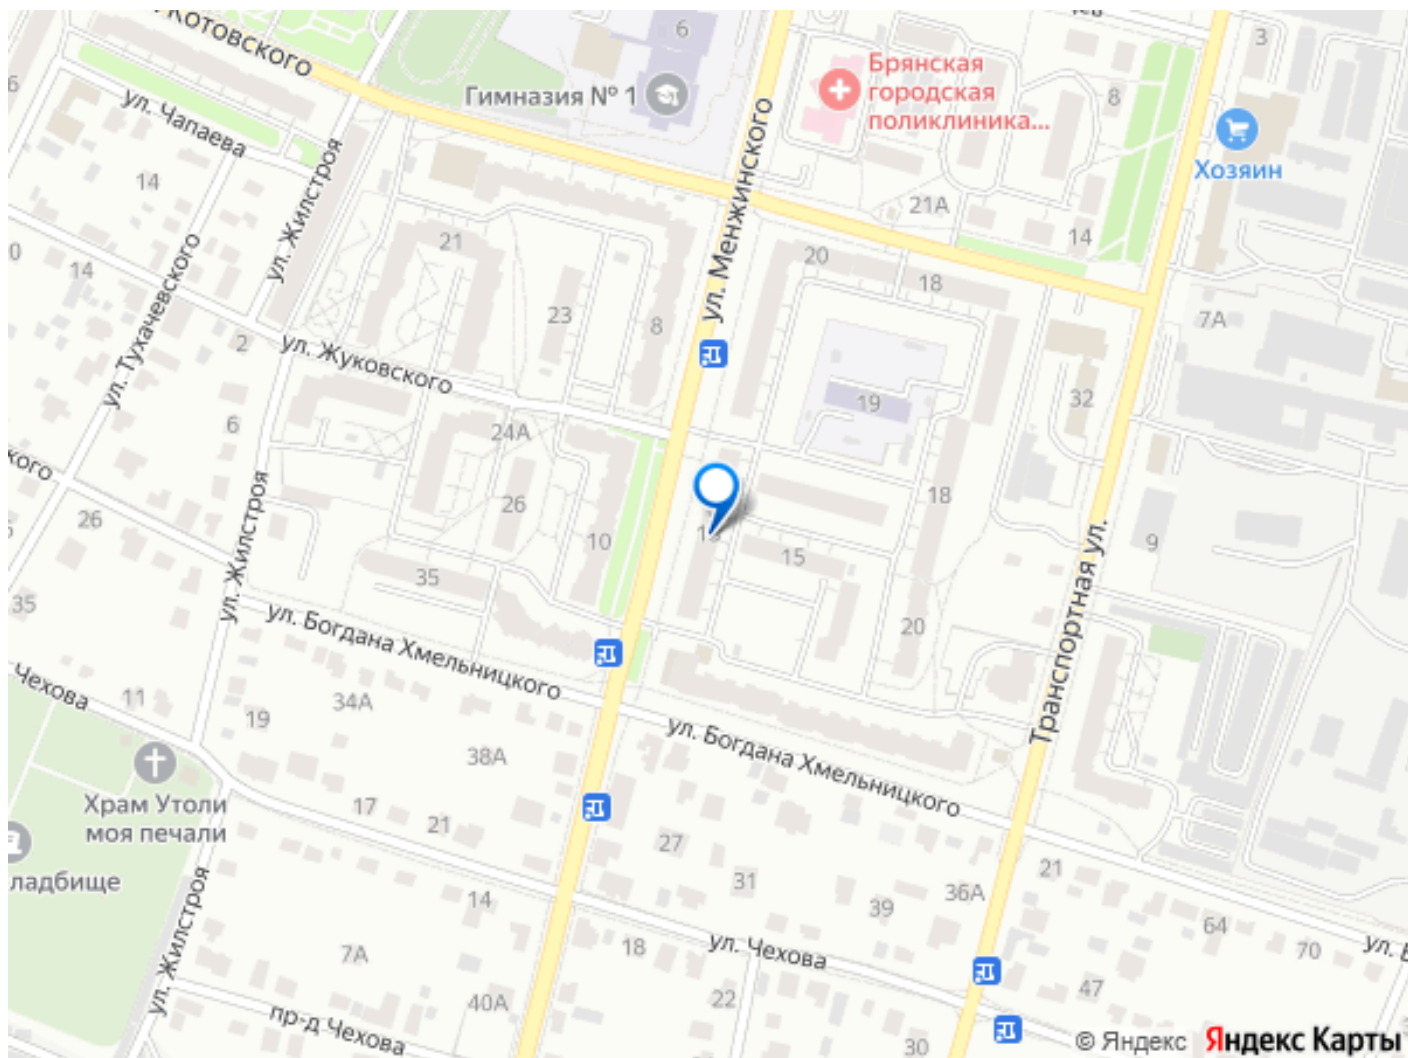 Котовского
6
3
Брянская
городская
поликлиника...
8
Гимназия № 1
ул. Чапаева
Хозяин
14
ул. Жилстроя
21А
14
ул. Менжинского
21
20
18
14
ул. Тухачевского
23
8
7А
2
ул. Жуковского
19
32
6
24А
кого
26
18
26
10
15
9
35
35
ул. Жилстроя
ул. Богдана Хмельницкого
20
Транспортная ул.
Чехова
11
34А
19
38А
ул. Богдана Хмельницкого
Храм Утоли
моя печали
17
21
27
31
21
ладбище
14
39
36А
64
ул. Жилстроя
7А
18
ул. Чехова
70
22
47
40А
пр-д Чехова
30
© Яндекс Яндекс Карты